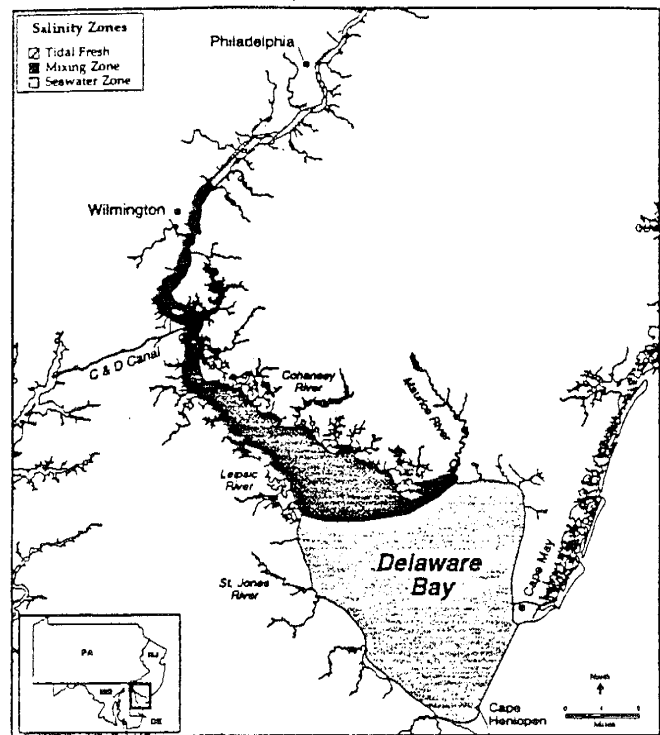 Salinity Zones
Tidal Fresh
Mixing Zone
Seawater Zone
Philadelphia
Wilmington
C & D Canal
Cohansey
River
Maurice River
Leipsic
River
Delaware
Bay
St. Jones
River
Cape May
Cape
Henlopen
North
PA
NJ
MD
DE